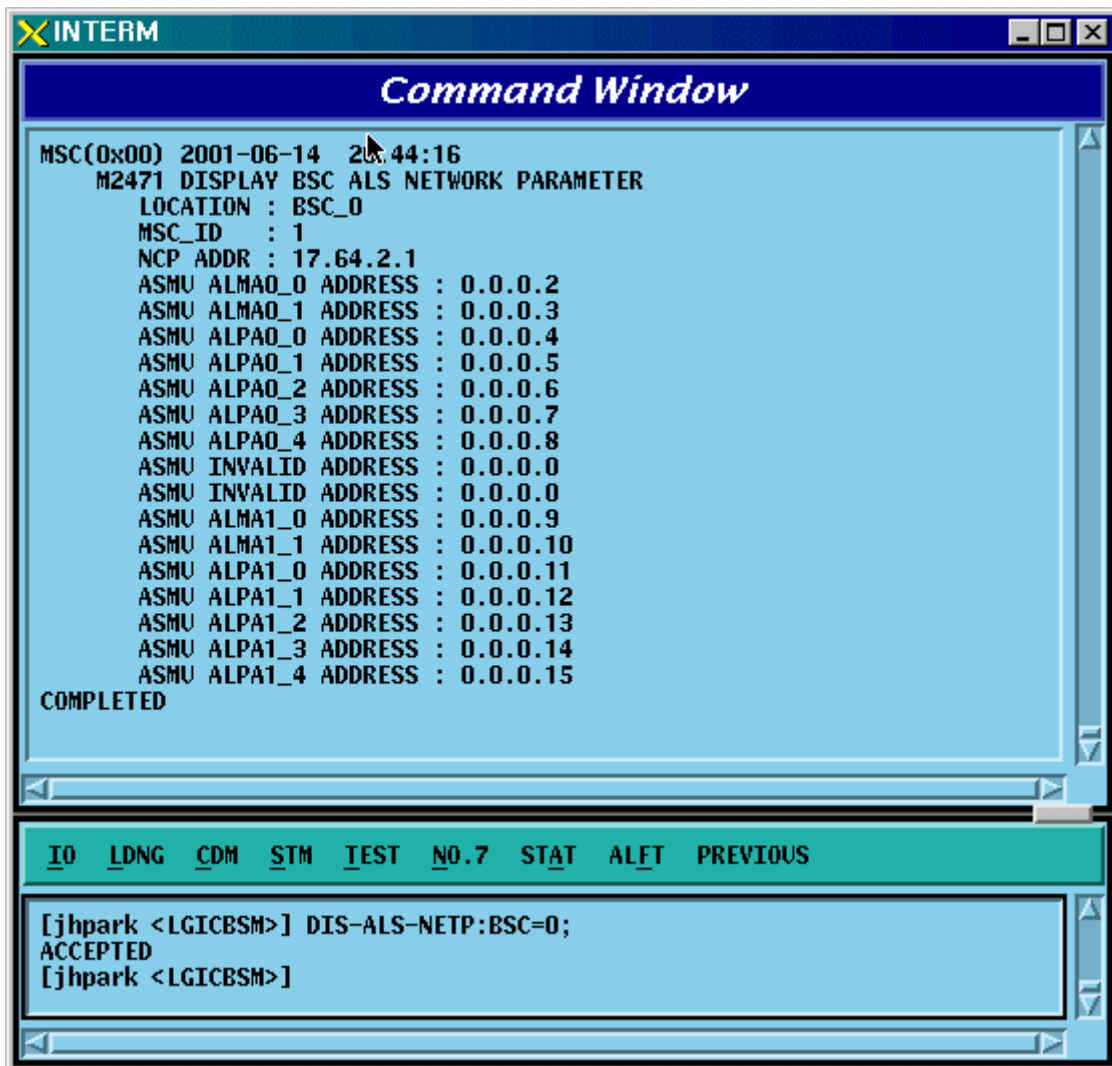 INTERM
Command Window
MSC(0x00) 2001-06-14 :44:16
M2471 DISPLAY BSC ALS NETWORK PARAMETER
LOCATION : BSC_0
MSC_ID : 1
NCP ADDR : 17.64.2.1
ASMU ALMA0_0 ADDRESS : 0.0.0.2
ASMU ALMA0_1 ADDRESS : 0.0.0.3
ASMU ALPA0_0 ADDRESS : 0.0.0.4
ASMU ALPA0_1 ADDRESS : 0.0.0.5
ASMU ALPA0_2 ADDRESS : 0.0.0.6
ASMU ALPA0_3 ADDRESS : 0.0.0.7
ASMU ALPA0_4 ADDRESS : 0.0.0.8
ASMU INVALID ADDRESS : 0.0.0.0
ASMU INVALID ADDRESS : 0.0.0.0
ASMU ALMA1_0 ADDRESS : 0.0.0.9
ASMU ALMA1_1 ADDRESS : 0.0.0.10
ASMU ALPA1_0 ADDRESS : 0.0.0.11
ASMU ALPA1_1 ADDRESS : 0.0.0.12
ASMU ALPA1_2 ADDRESS : 0.0.0.13
ASMU ALPA1_3 ADDRESS : 0.0.0.14
ASMU ALPA1_4 ADDRESS : 0.0.0.15
COMPLETED
IO LDNG CDM STM TEST NO.7 STAT ALFT PREVIOUS
[jhpark <LGICBSM>] DIS-ALS-NETP:BSC=0;
ACCEPTED
[jhpark <LGICBSM>]